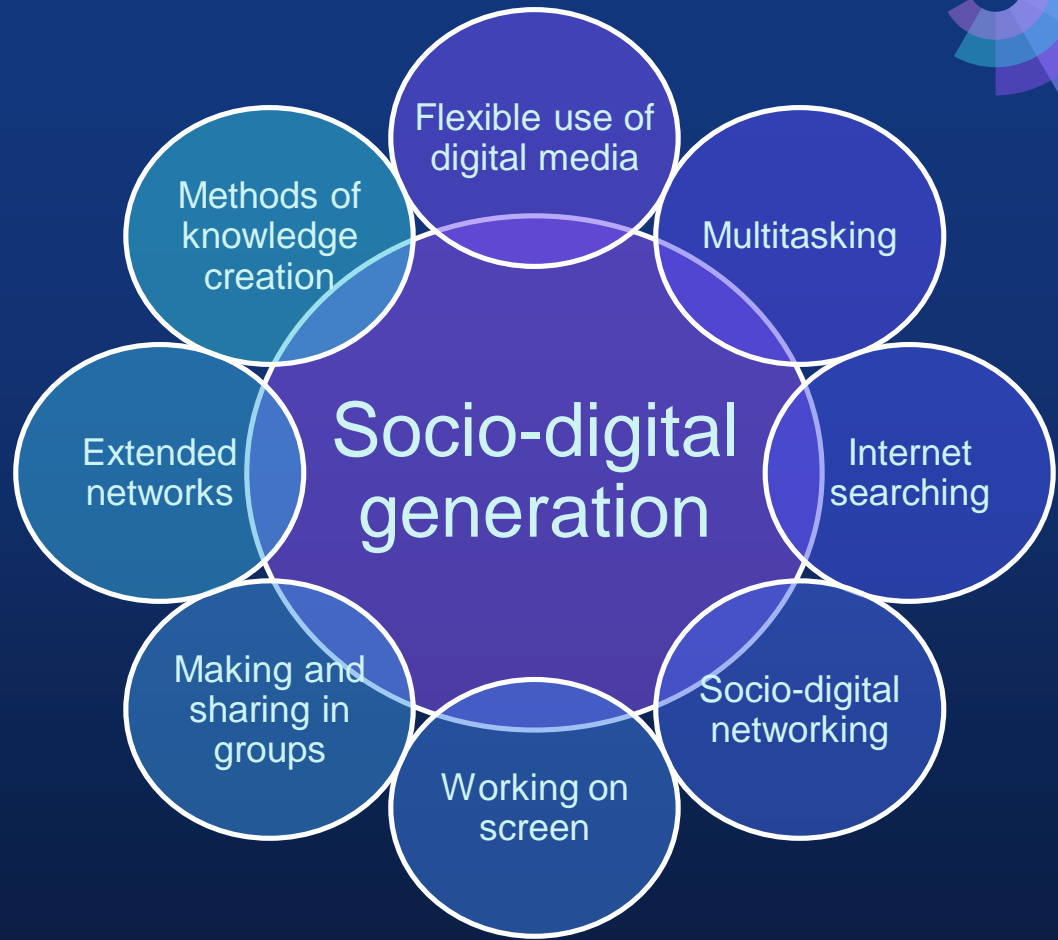 Flexible use of
digital media
Multitasking
Internet
searching
Socio-digital
networking
Working on
screen
Making and
sharing in
groups
Extended
networks
Methods of
knowledge
creation
Socio-digital
generation